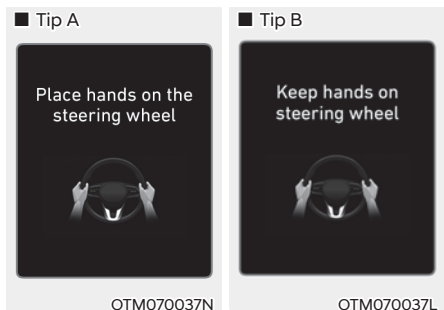 ■ Tip A
Place hands on the
steering wheel
OTM070037N
■ Tip B
Keep hands on
steering wheel
OTM070037L